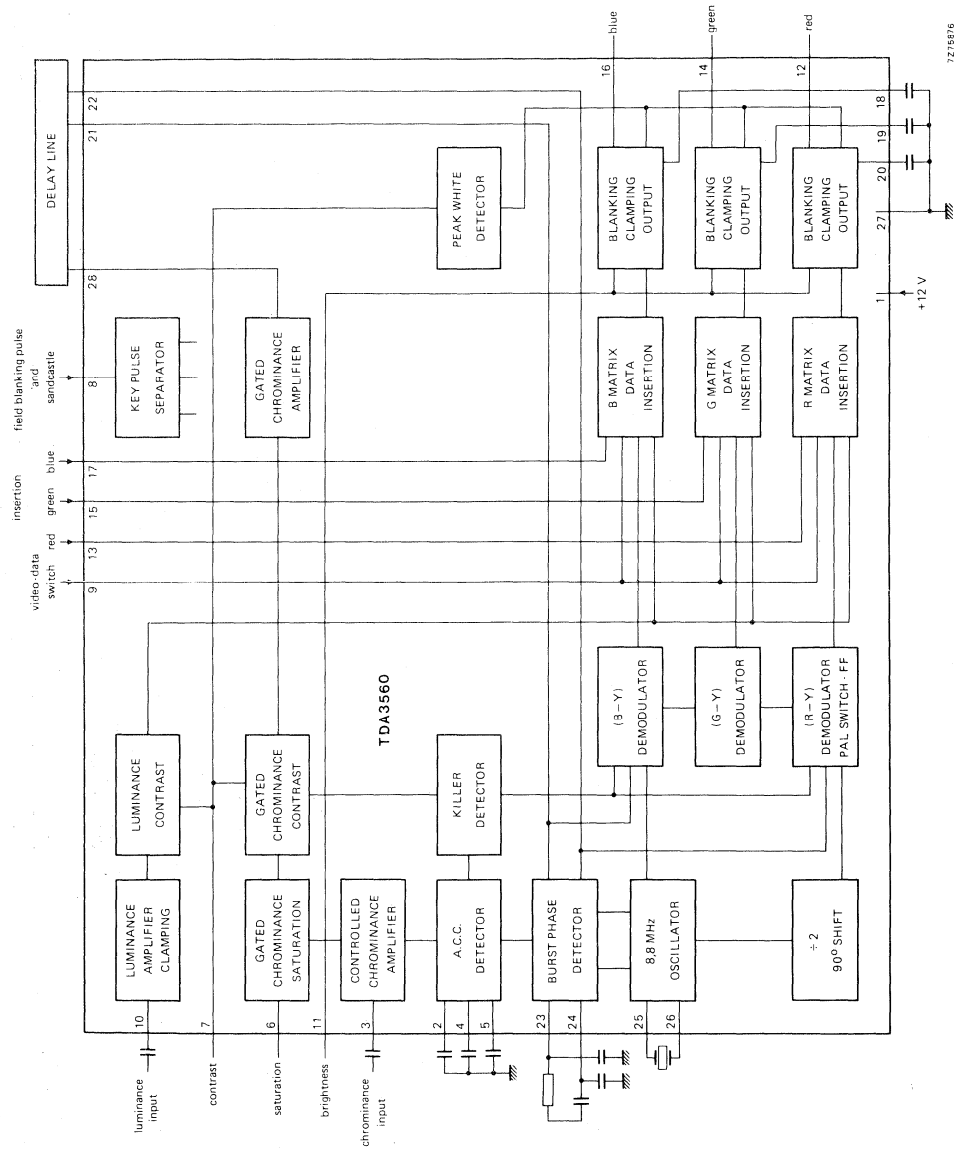 luminance
input
10
LUMINANCE
AMPLIFIER
CLAMPING
LUMINANCE
CONTRAST
contrast
7
saturation
6
GATED
CHROMINANCE
SATURATION
GATED
CHROMINANCE
CONTRAST
GATED
CHROMINANCE
AMPLIFIER
28
DELAY LINE
brightness
11
chrominance
input
3
CONTROLLED
CHROMINANCE
AMPLIFIER
TDA3560
2
4
5
A.C.C.
DETECTOR
KILLER
DETECTOR
PEAK WHITE
DETECTOR
23
24
BURST PHASE
DETECTOR
21
22
25
26
8,8 MHz
OSCILLATOR
÷ 2
90° SHIFT
(B–Y)
DEMODULATOR
(G–Y)
DEMODULATOR
(R–Y)
DEMODULATOR
PAL SWITCH-FF
video-data
switch
9
insertion
red
13
green
15
blue
17
field blanking pulse
and
sandcastle
8
KEY PULSE
SEPARATOR
B MATRIX
DATA
INSERTION
G MATRIX
DATA
INSERTION
R MATRIX
DATA
INSERTION
BLANKING
CLAMPING
OUTPUT
BLANKING
CLAMPING
OUTPUT
BLANKING
CLAMPING
OUTPUT
16
blue
14
green
12
red
1
+12 V
27
20
19
18
7Z75876